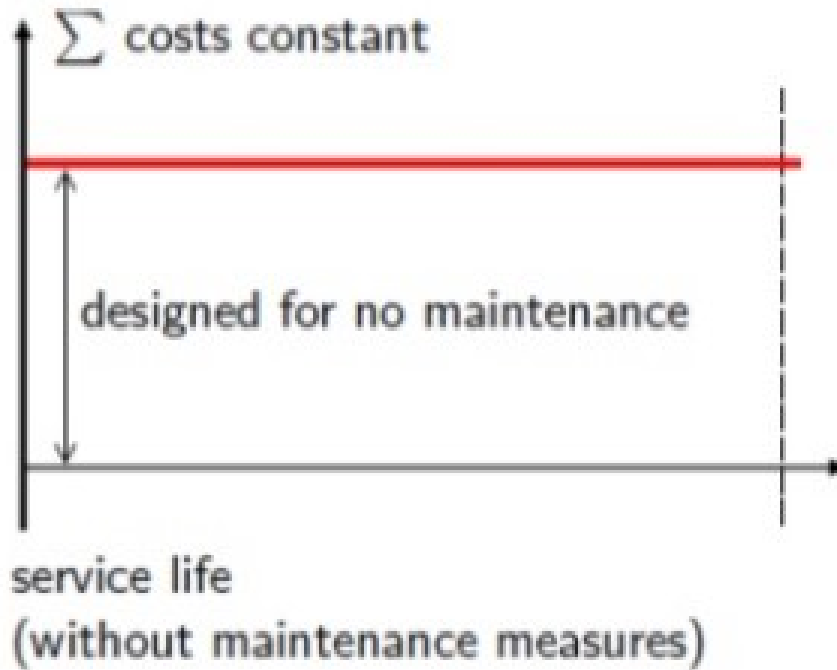 ∑ costs constant
designed for no maintenance
service life
(without maintenance measures)